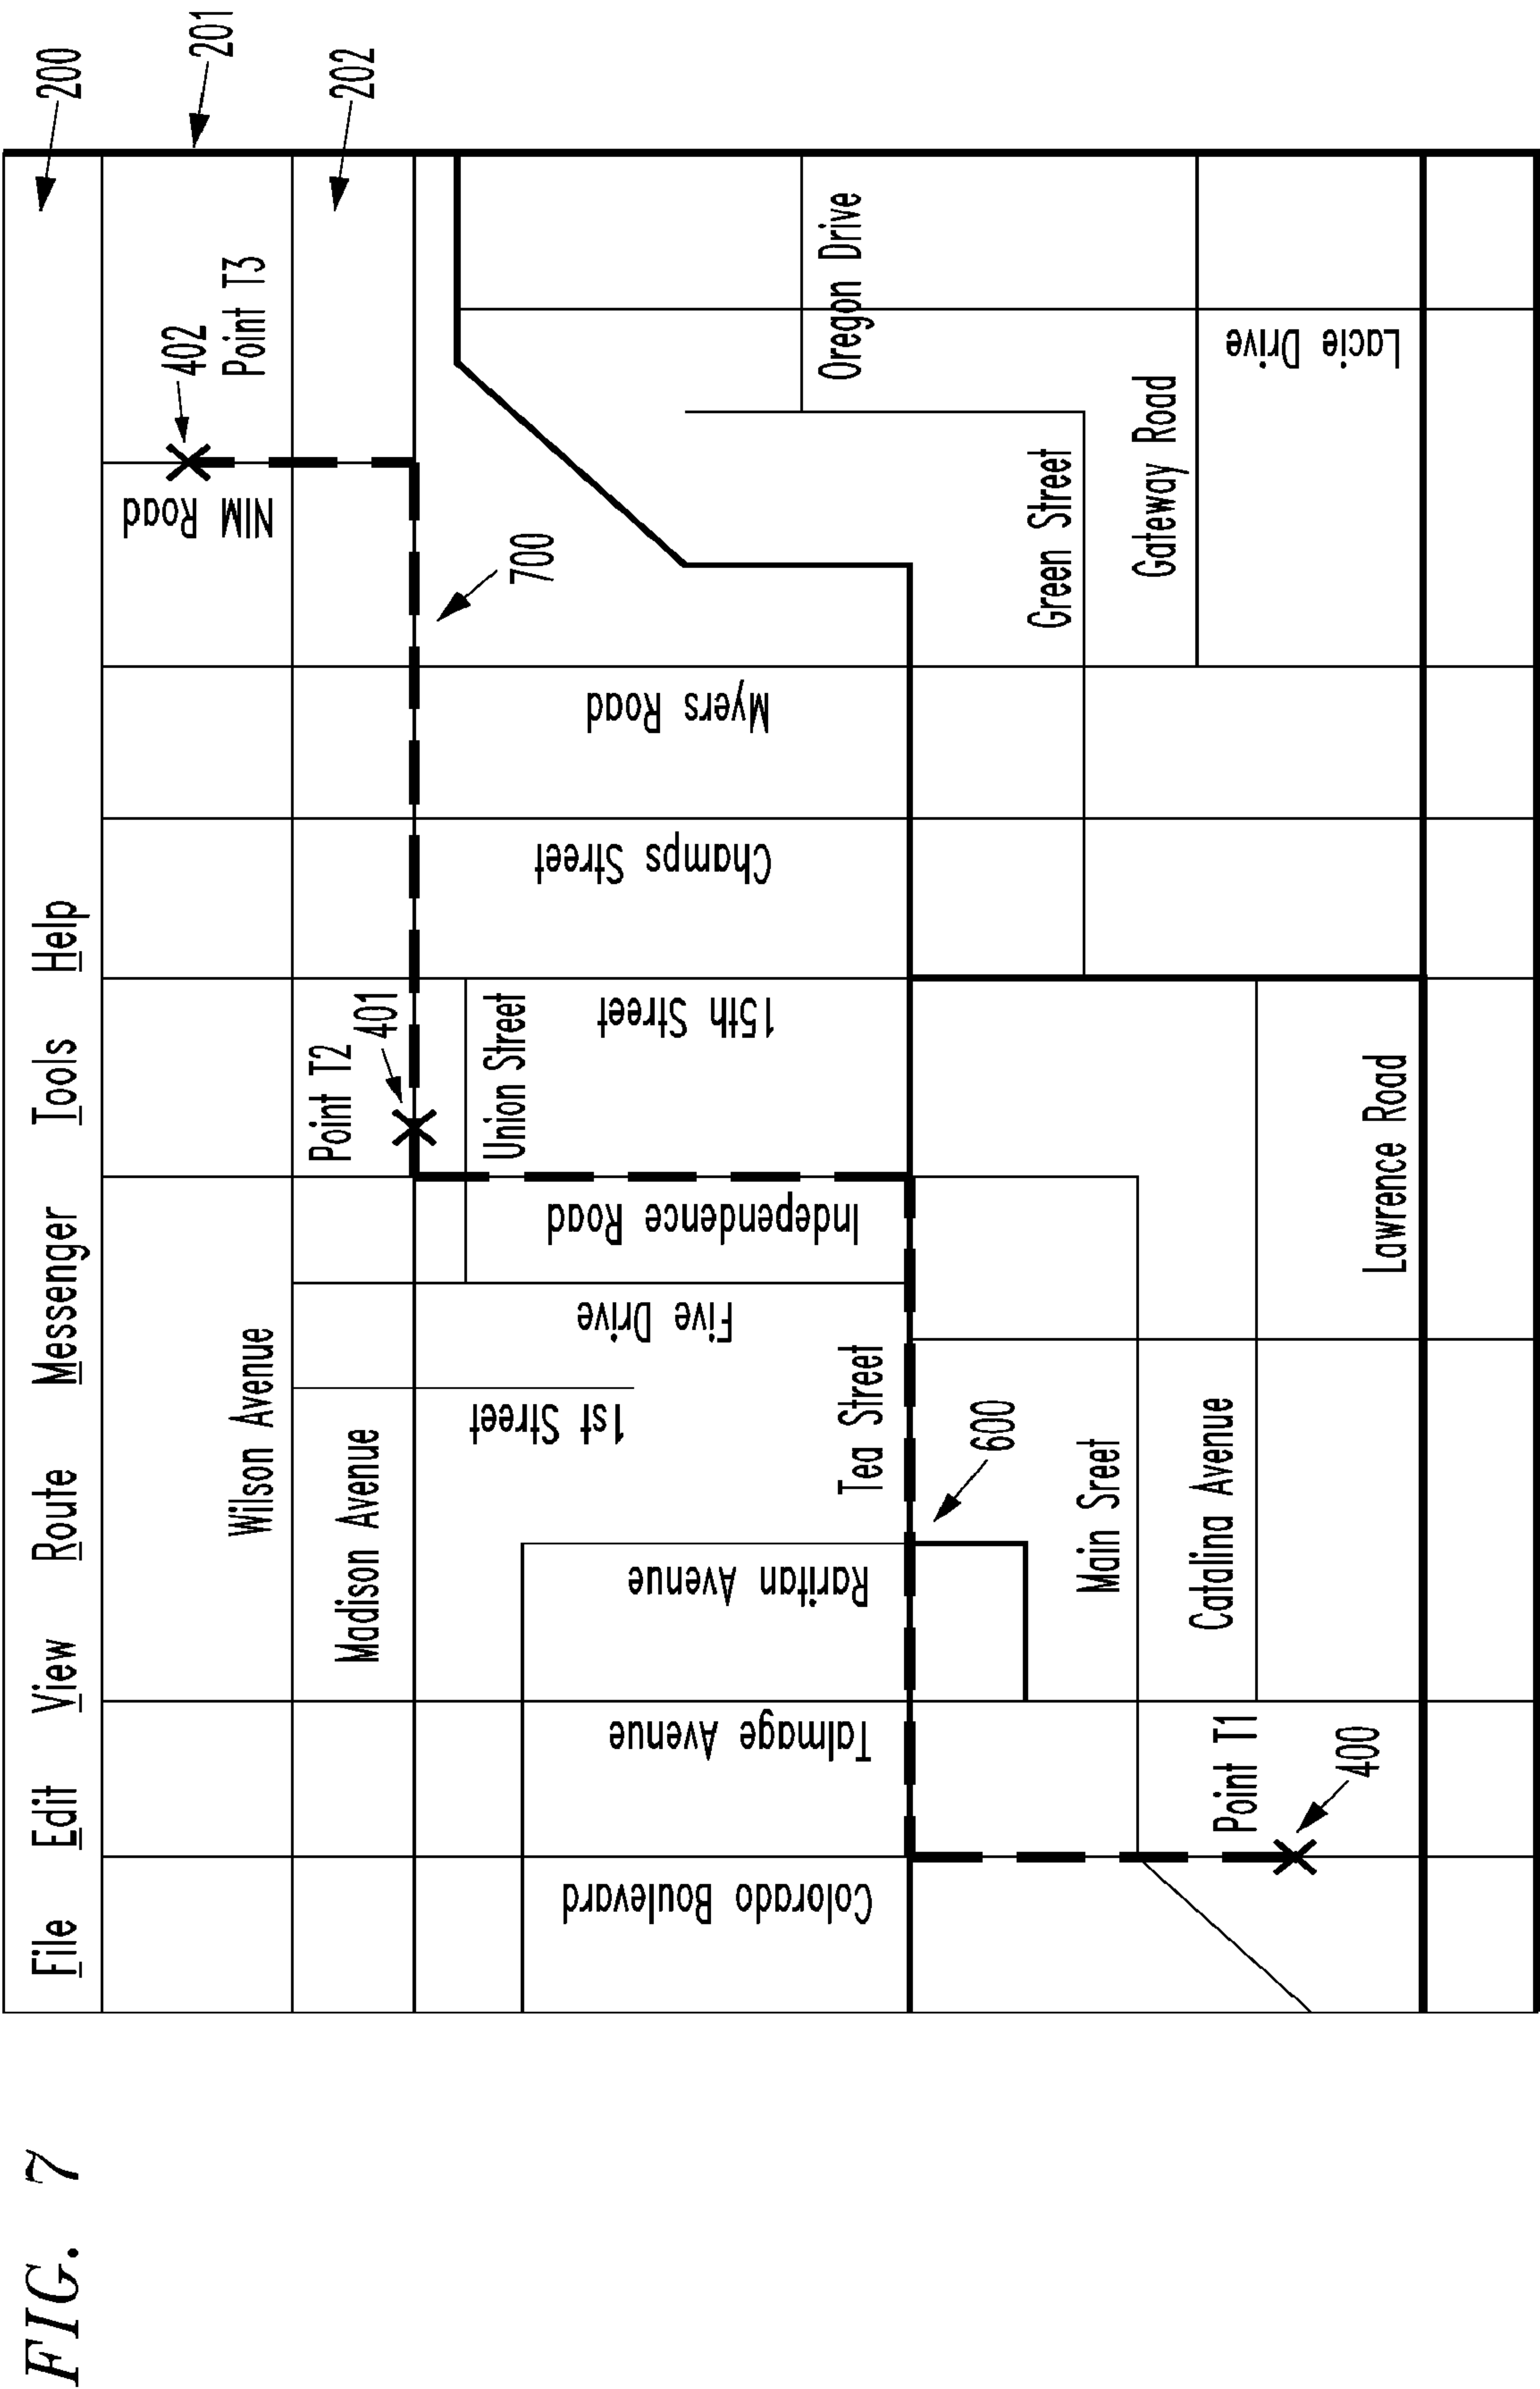 FIG. 7
File Edit View Route Messenger Tools Help
200
201
202
Wilson Avenue
NIM Road
402
Point T3
Madison Avenue
Point T2
401
700
1st Street
Five Drive
Union Street
Independence Road
15th Street
Champs Street
Myers Road
Colorado Boulevard
Talmage Avenue
Raritan Avenue
Tea Street
Oregon Drive
600
Green Street
Main Sreet
Gateway Road
Catalina Avenue
Point T1
400
Lawrence Road
Lacie Drive